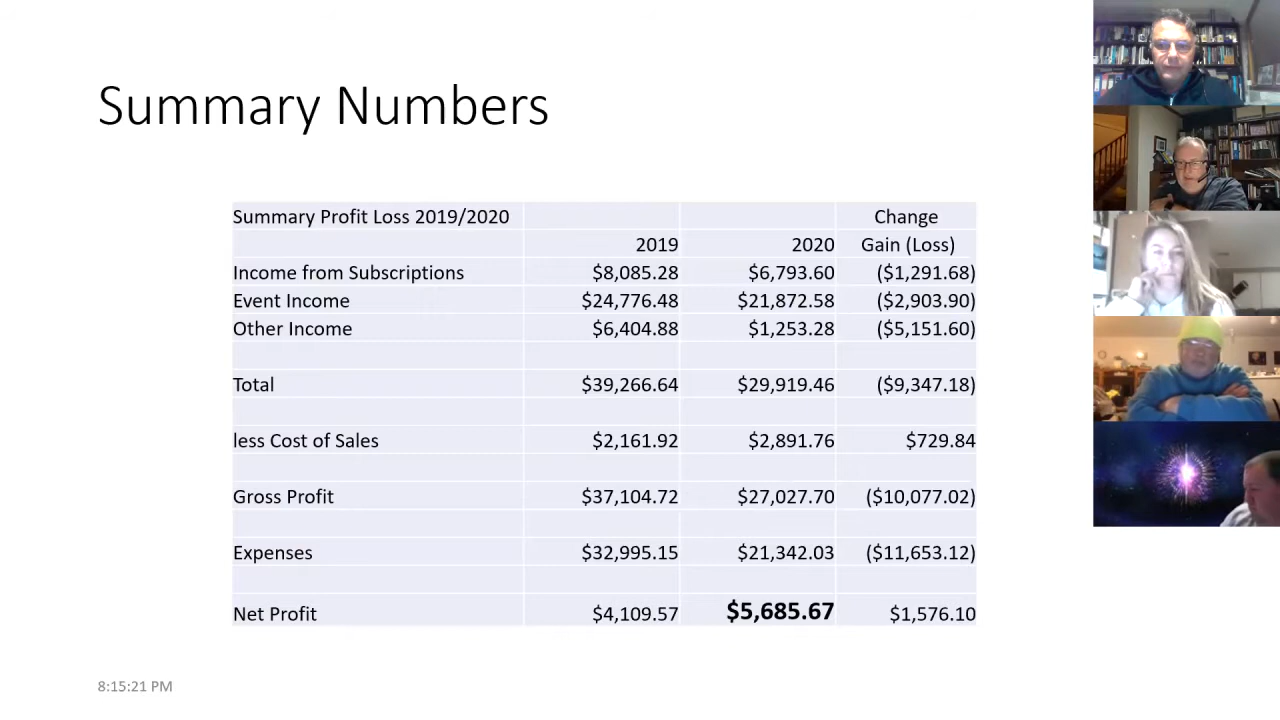 Summary Numbers
Summary Profit Loss 2019/2020 Change
2019 2020 Gain (Loss)
Income from Subscriptions $8,085.28 $6,793.60 ($1,291.68)
Event Income $24,776.48 $21,872.58 ($2,903.90)
Other Income $6,404.88 $1,253.28 ($5,151.60)
Total $39,266.64 $29,919.46 ($9,347.18)
less Cost of Sales $2,161.92 $2,891.76 $729.84
Gross Profit $37,104.72 $27,027.70 ($10,077.02)
Expenses $32,995.15 $21,342.03 ($11,653.12)
Net Profit $4,109.57 $5,685.67 $1,576.10
8:15:21 PM